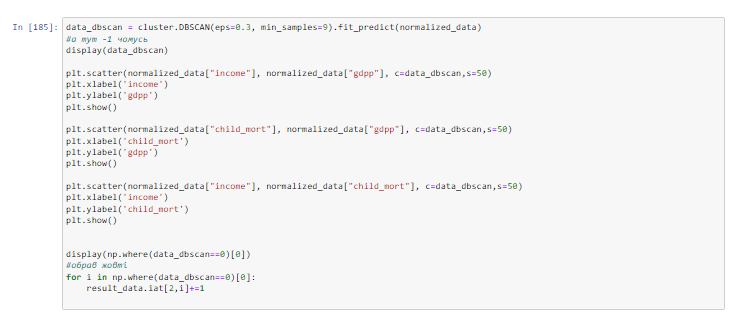 In [185]: data_dbscan = cluster.DBSCAN(eps=0.3, min_samples=9).fit_predict(normalized_data)
#а тут -1 чомусь
display(data_dbscan)

plt.scatter(normalized_data["income"], normalized_data["gdpp"], c=data_dbscan,s=50)
plt.xlabel('income')
plt.ylabel('gdpp')
plt.show()

plt.scatter(normalized_data["child_mort"], normalized_data["gdpp"], c=data_dbscan,s=50)
plt.xlabel('child_mort')
plt.ylabel('gdpp')
plt.show()

plt.scatter(normalized_data["income"], normalized_data["child_mort"], c=data_dbscan,s=50)
plt.xlabel('income')
plt.ylabel('child_mort')
plt.show()

display(np.where(data_dbscan==0)[0])
#обрав жовті
for i in np.where(data_dbscan==0)[0]:
    result_data.iat[2,i]+=1